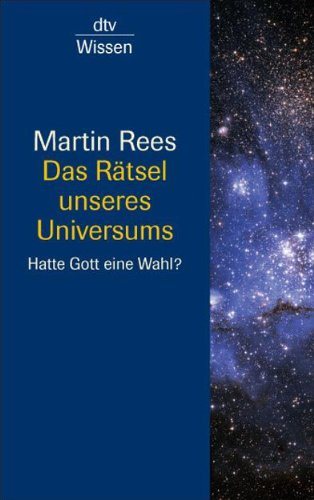 dtv
Wissen
Martin Rees
Das Rätsel
unseres
Universums
Hatte Gott eine Wahl?